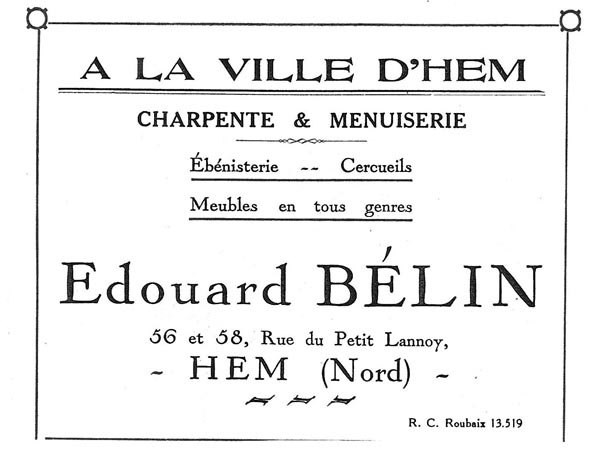 A LA VILLE D'HEM
CHARPENTE & MENUISERIE
Ébénisterie -- Cercueils
Meubles en tous genres
Edouard BÉLIN
56 et 58, Rue du Petit Lannoy,
- HEM (Nord) -
R. C. Roubaix 13.519